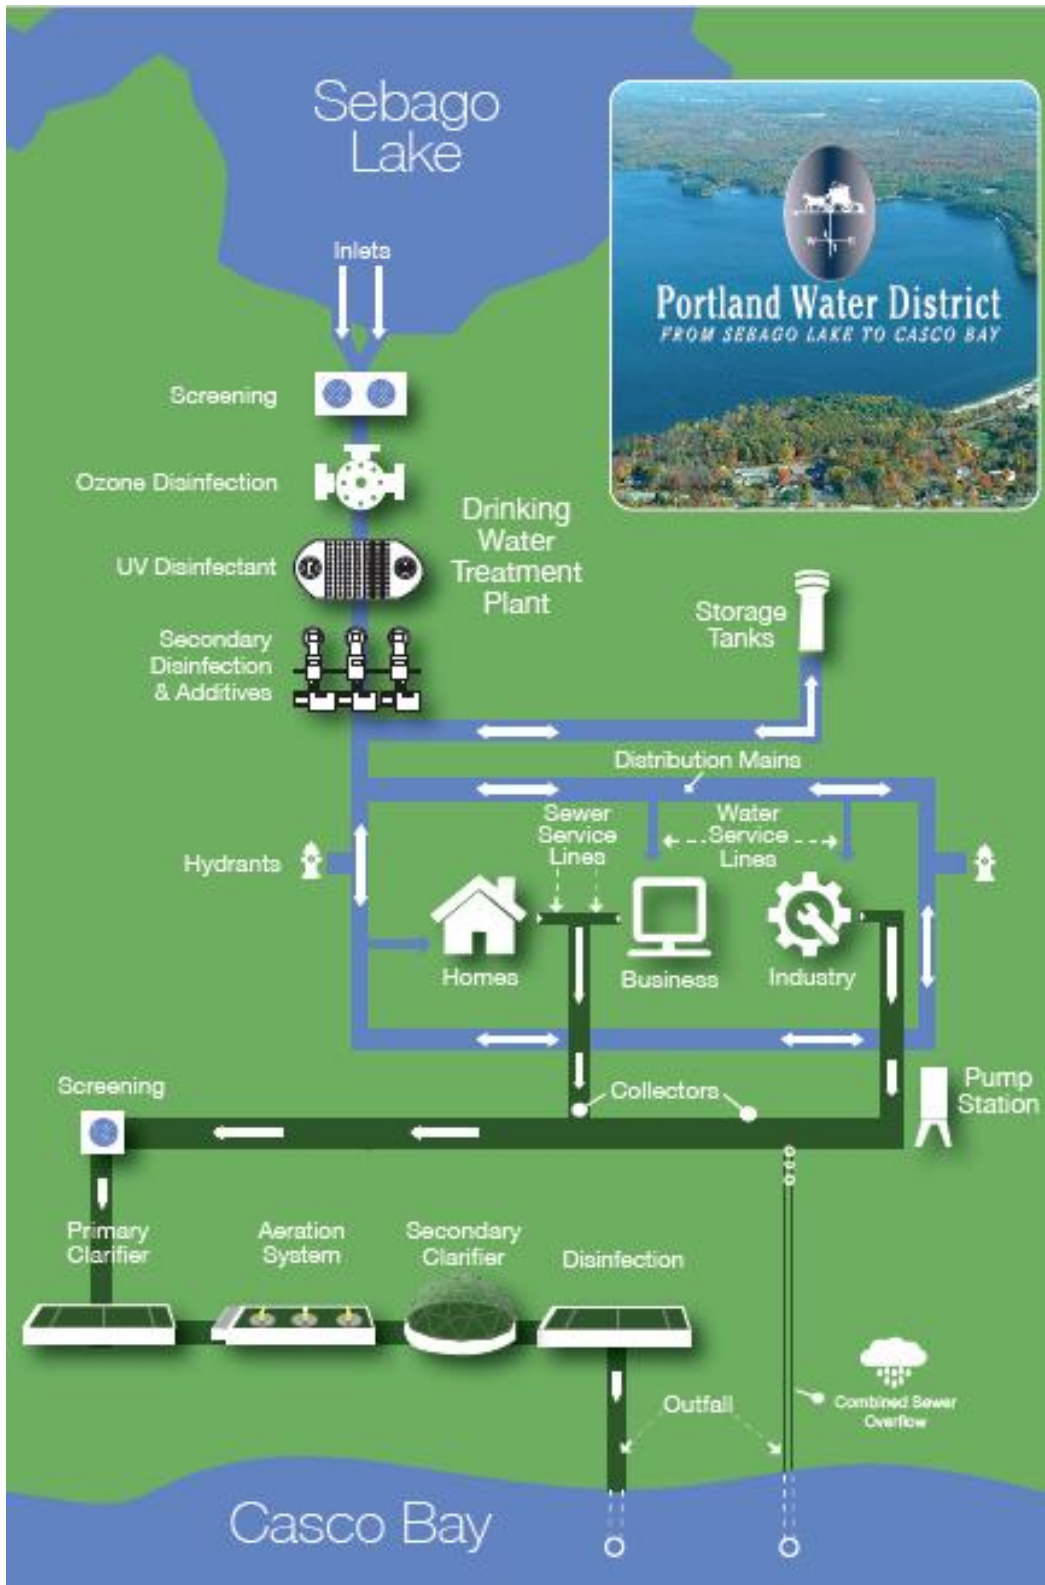 Sebago
Lake
Inlets
Portland Water District
FROM SEBAGO LAKE TO CASCO BAY
W E
Screening
Ozone Disinfection
Drinking
Water
Treatment
Plant
UV Disinfectant
Secondary
Disinfection
& Additives
Storage
Tanks
Distribution Mains
Sewer
Service
Lines
Water
Service
Lines
Hydrants
Homes
Business
Industry
Screening
Collectors
Pump
Station
Primary
Clarifier
Aeration
System
Secondary
Clarifier
Disinfection
Outfall
Combined Sewer
Overflow
Casco Bay